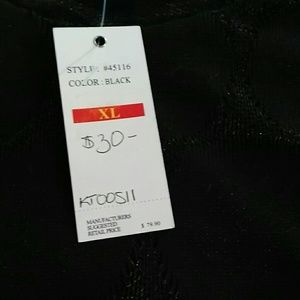 STYLE: #45116
COLOR : BLACK
XL
$30-
KT00511
MANUFACTURERS
SUGGESTED
RETAIL PRICE
$ 79.90